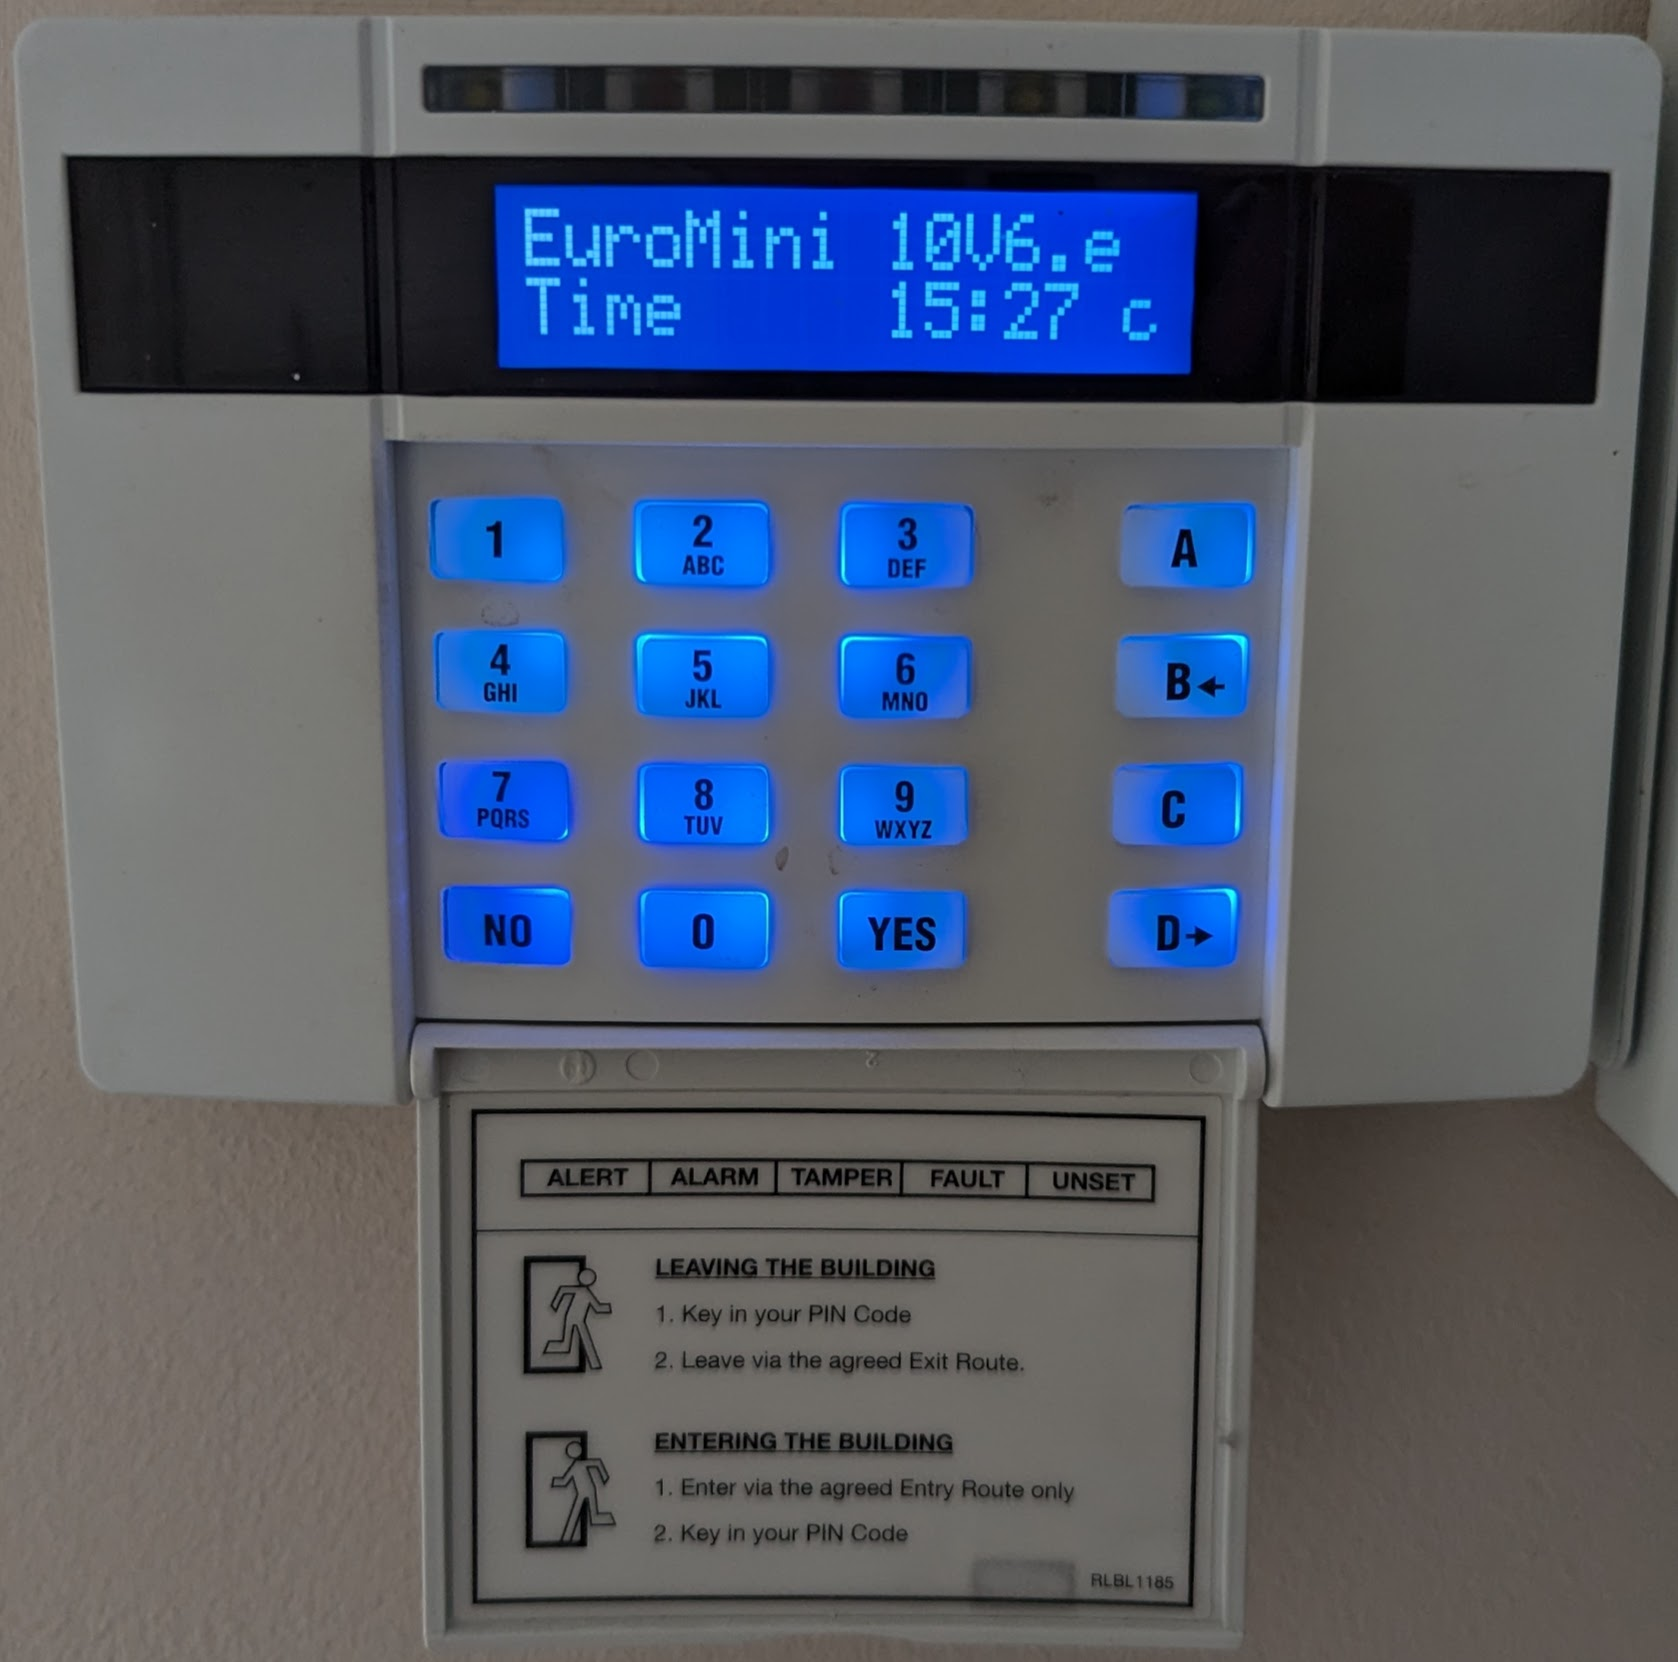 EuroMini 10V6.e
Time 15:27 c
1
2 ABC
3 DEF
A
4 GHI
5 JKL
6 MNO
B←
7 PQRS
8 TUV
9 WXYZ
C
NO
0
YES
D→
ALERT ALARM TAMPER FAULT UNSET
LEAVING THE BUILDING
1. Key in your PIN Code
2. Leave via the agreed Exit Route.
ENTERING THE BUILDING
1. Enter via the agreed Entry Route only
2. Key in your PIN Code
RLBL1185